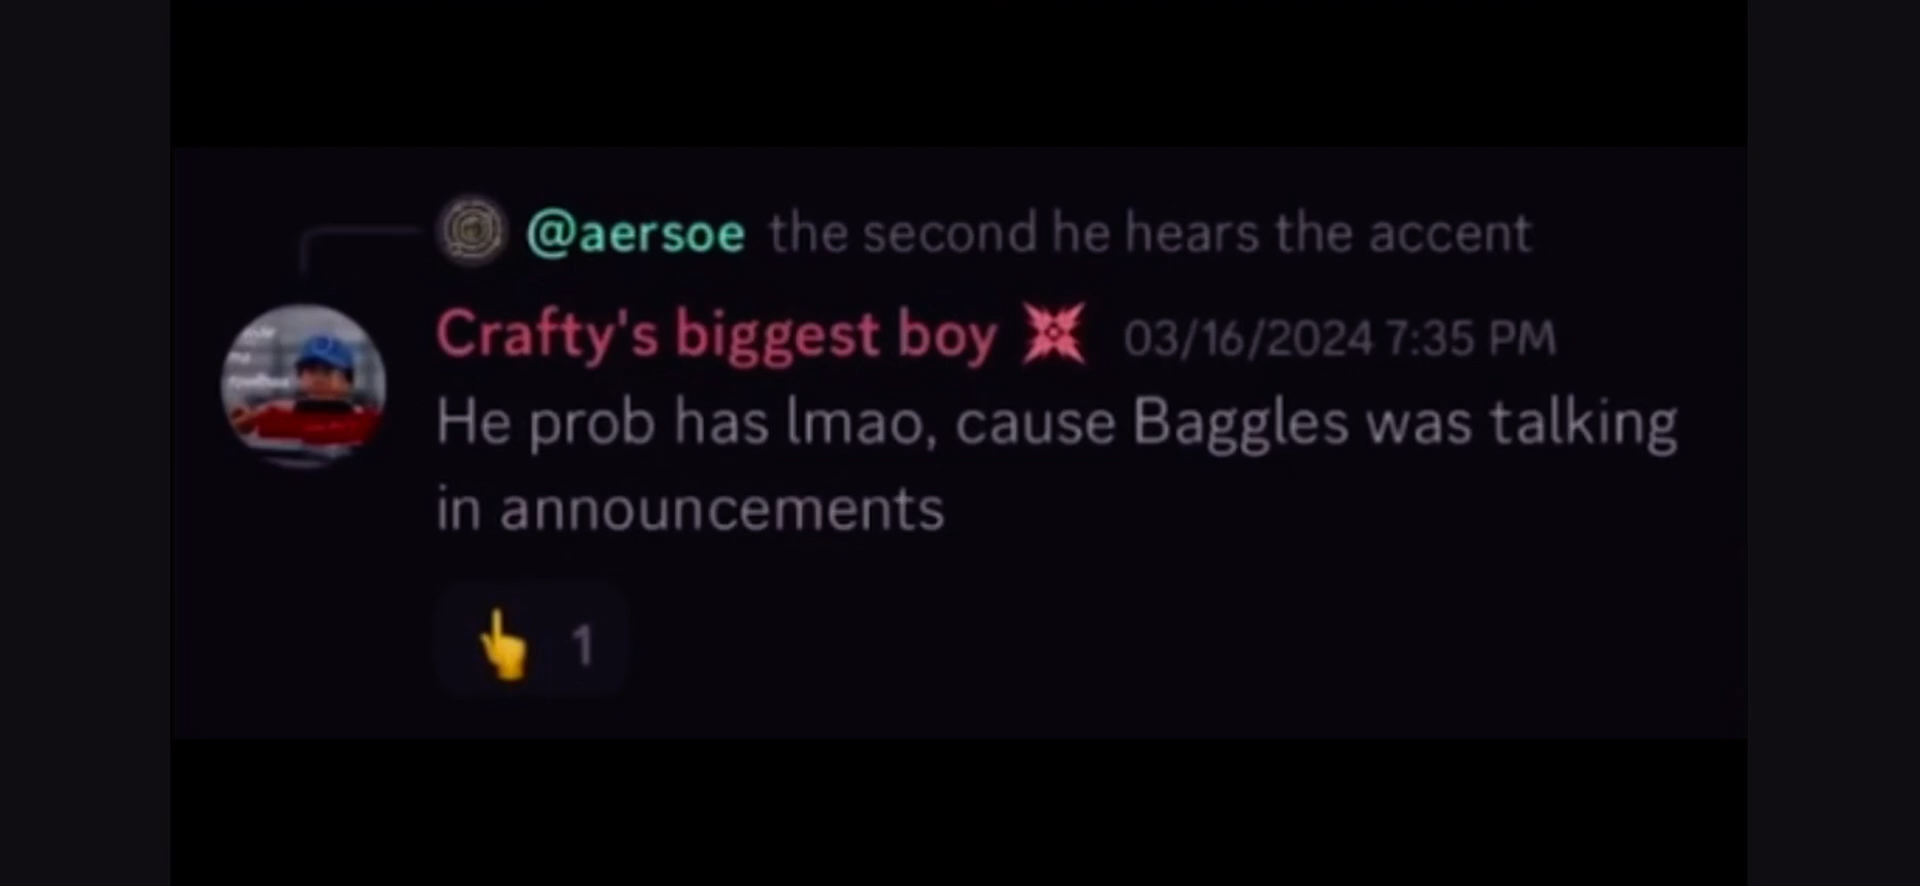 @aersoe the second he hears the accent
Crafty's biggest boy 03/16/2024 7:35 PM
He prob has lmao, cause Baggles was talking
in announcements
1